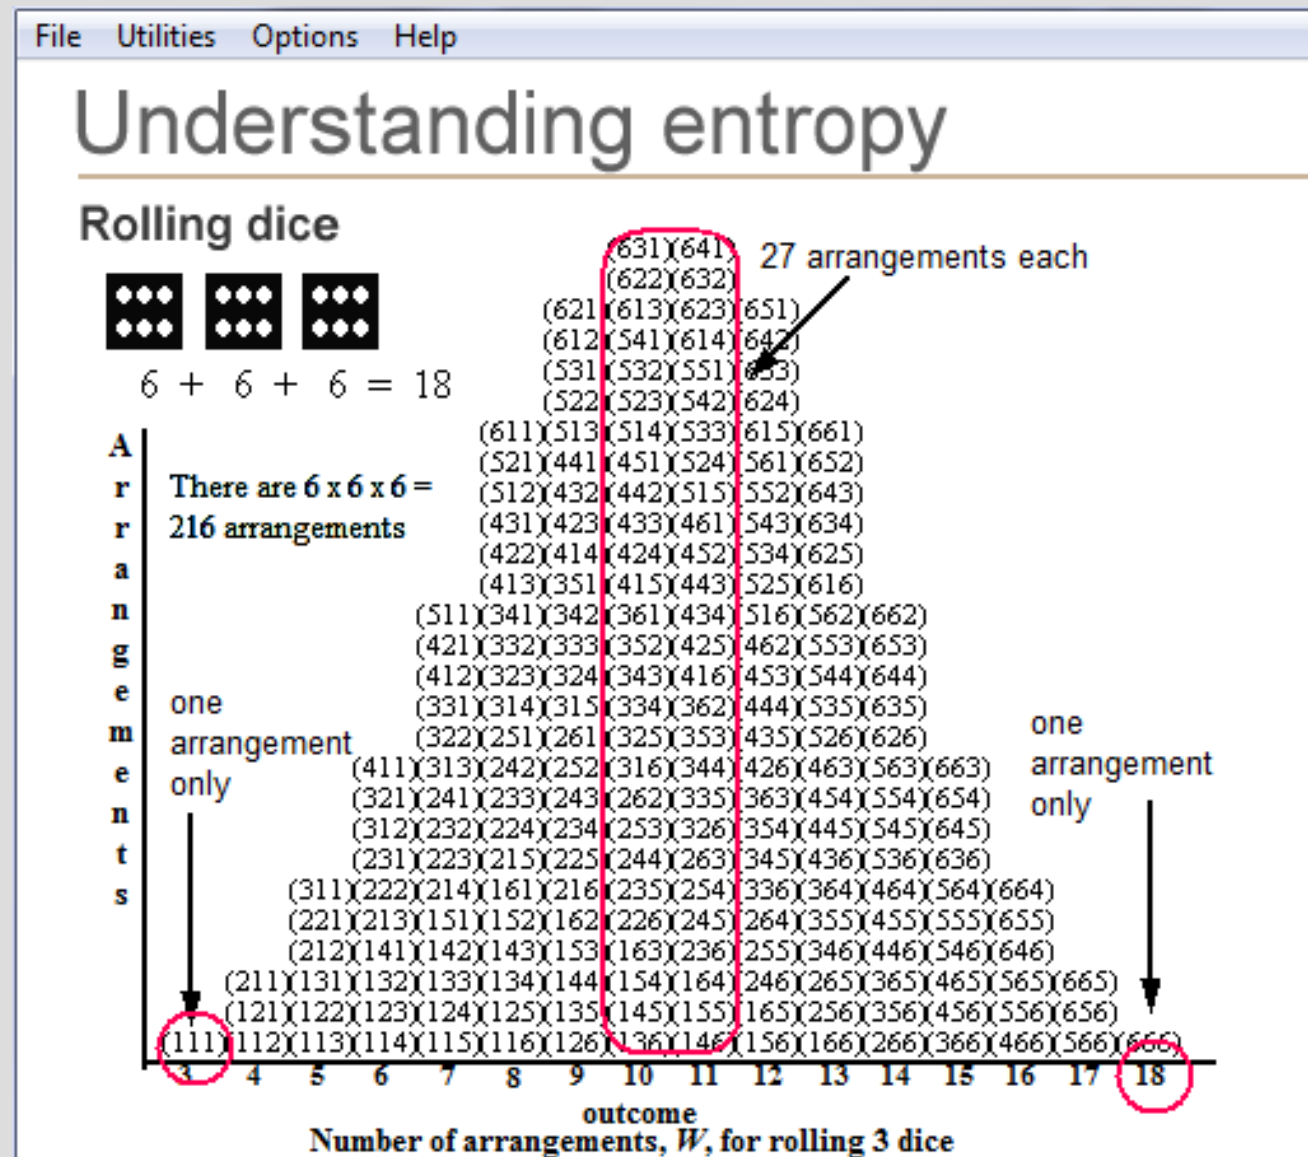 File Utilities Options Help
Understanding entropy
Rolling dice
6 + 6 + 6 = 18
There are 6 x 6 x 6 =
216 arrangements
27 arrangements each
(631)(641)
(622)(632)
(621)(613)(623)(651)
(612)(541)(614)(642)
(531)(532)(551)(633)
(522)(523)(542)(624)
(611)(513)(514)(533)(615)(661)
(521)(441)(451)(524)(561)(652)
(512)(432)(442)(515)(552)(643)
(431)(423)(433)(461)(543)(634)
(422)(414)(424)(452)(534)(625)
(413)(351)(415)(443)(525)(616)
(511)(341)(342)(361)(434)(516)(562)(662)
(421)(332)(333)(352)(425)(462)(553)(653)
(412)(323)(324)(343)(416)(453)(544)(644)
(331)(314)(315)(334)(362)(444)(535)(635)
(322)(251)(261)(325)(353)(435)(526)(626)
(411)(313)(242)(252)(316)(344)(426)(463)(563)(663)
(321)(241)(233)(243)(262)(335)(363)(454)(554)(654)
(312)(232)(224)(234)(253)(326)(354)(445)(545)(645)
(231)(223)(215)(225)(244)(263)(345)(436)(536)(636)
(311)(222)(214)(161)(216)(235)(254)(336)(364)(464)(564)(664)
(221)(213)(151)(152)(162)(226)(245)(264)(355)(455)(555)(655)
(212)(141)(142)(143)(153)(163)(236)(255)(346)(446)(546)(646)
(211)(131)(132)(133)(134)(144)(154)(164)(246)(265)(365)(465)(565)(665)
(121)(122)(123)(124)(125)(135)(145)(155)(165)(256)(356)(456)(556)(656)
(111)(112)(113)(114)(115)(116)(126)(136)(146)(156)(166)(266)(366)(466)(566)(666)
Arrangements
one
arrangement
only
one
arrangement
only
3 4 5 6 7 8 9 10 11 12 13 14 15 16 17 18
outcome
Number of arrangements, W, for rolling 3 dice